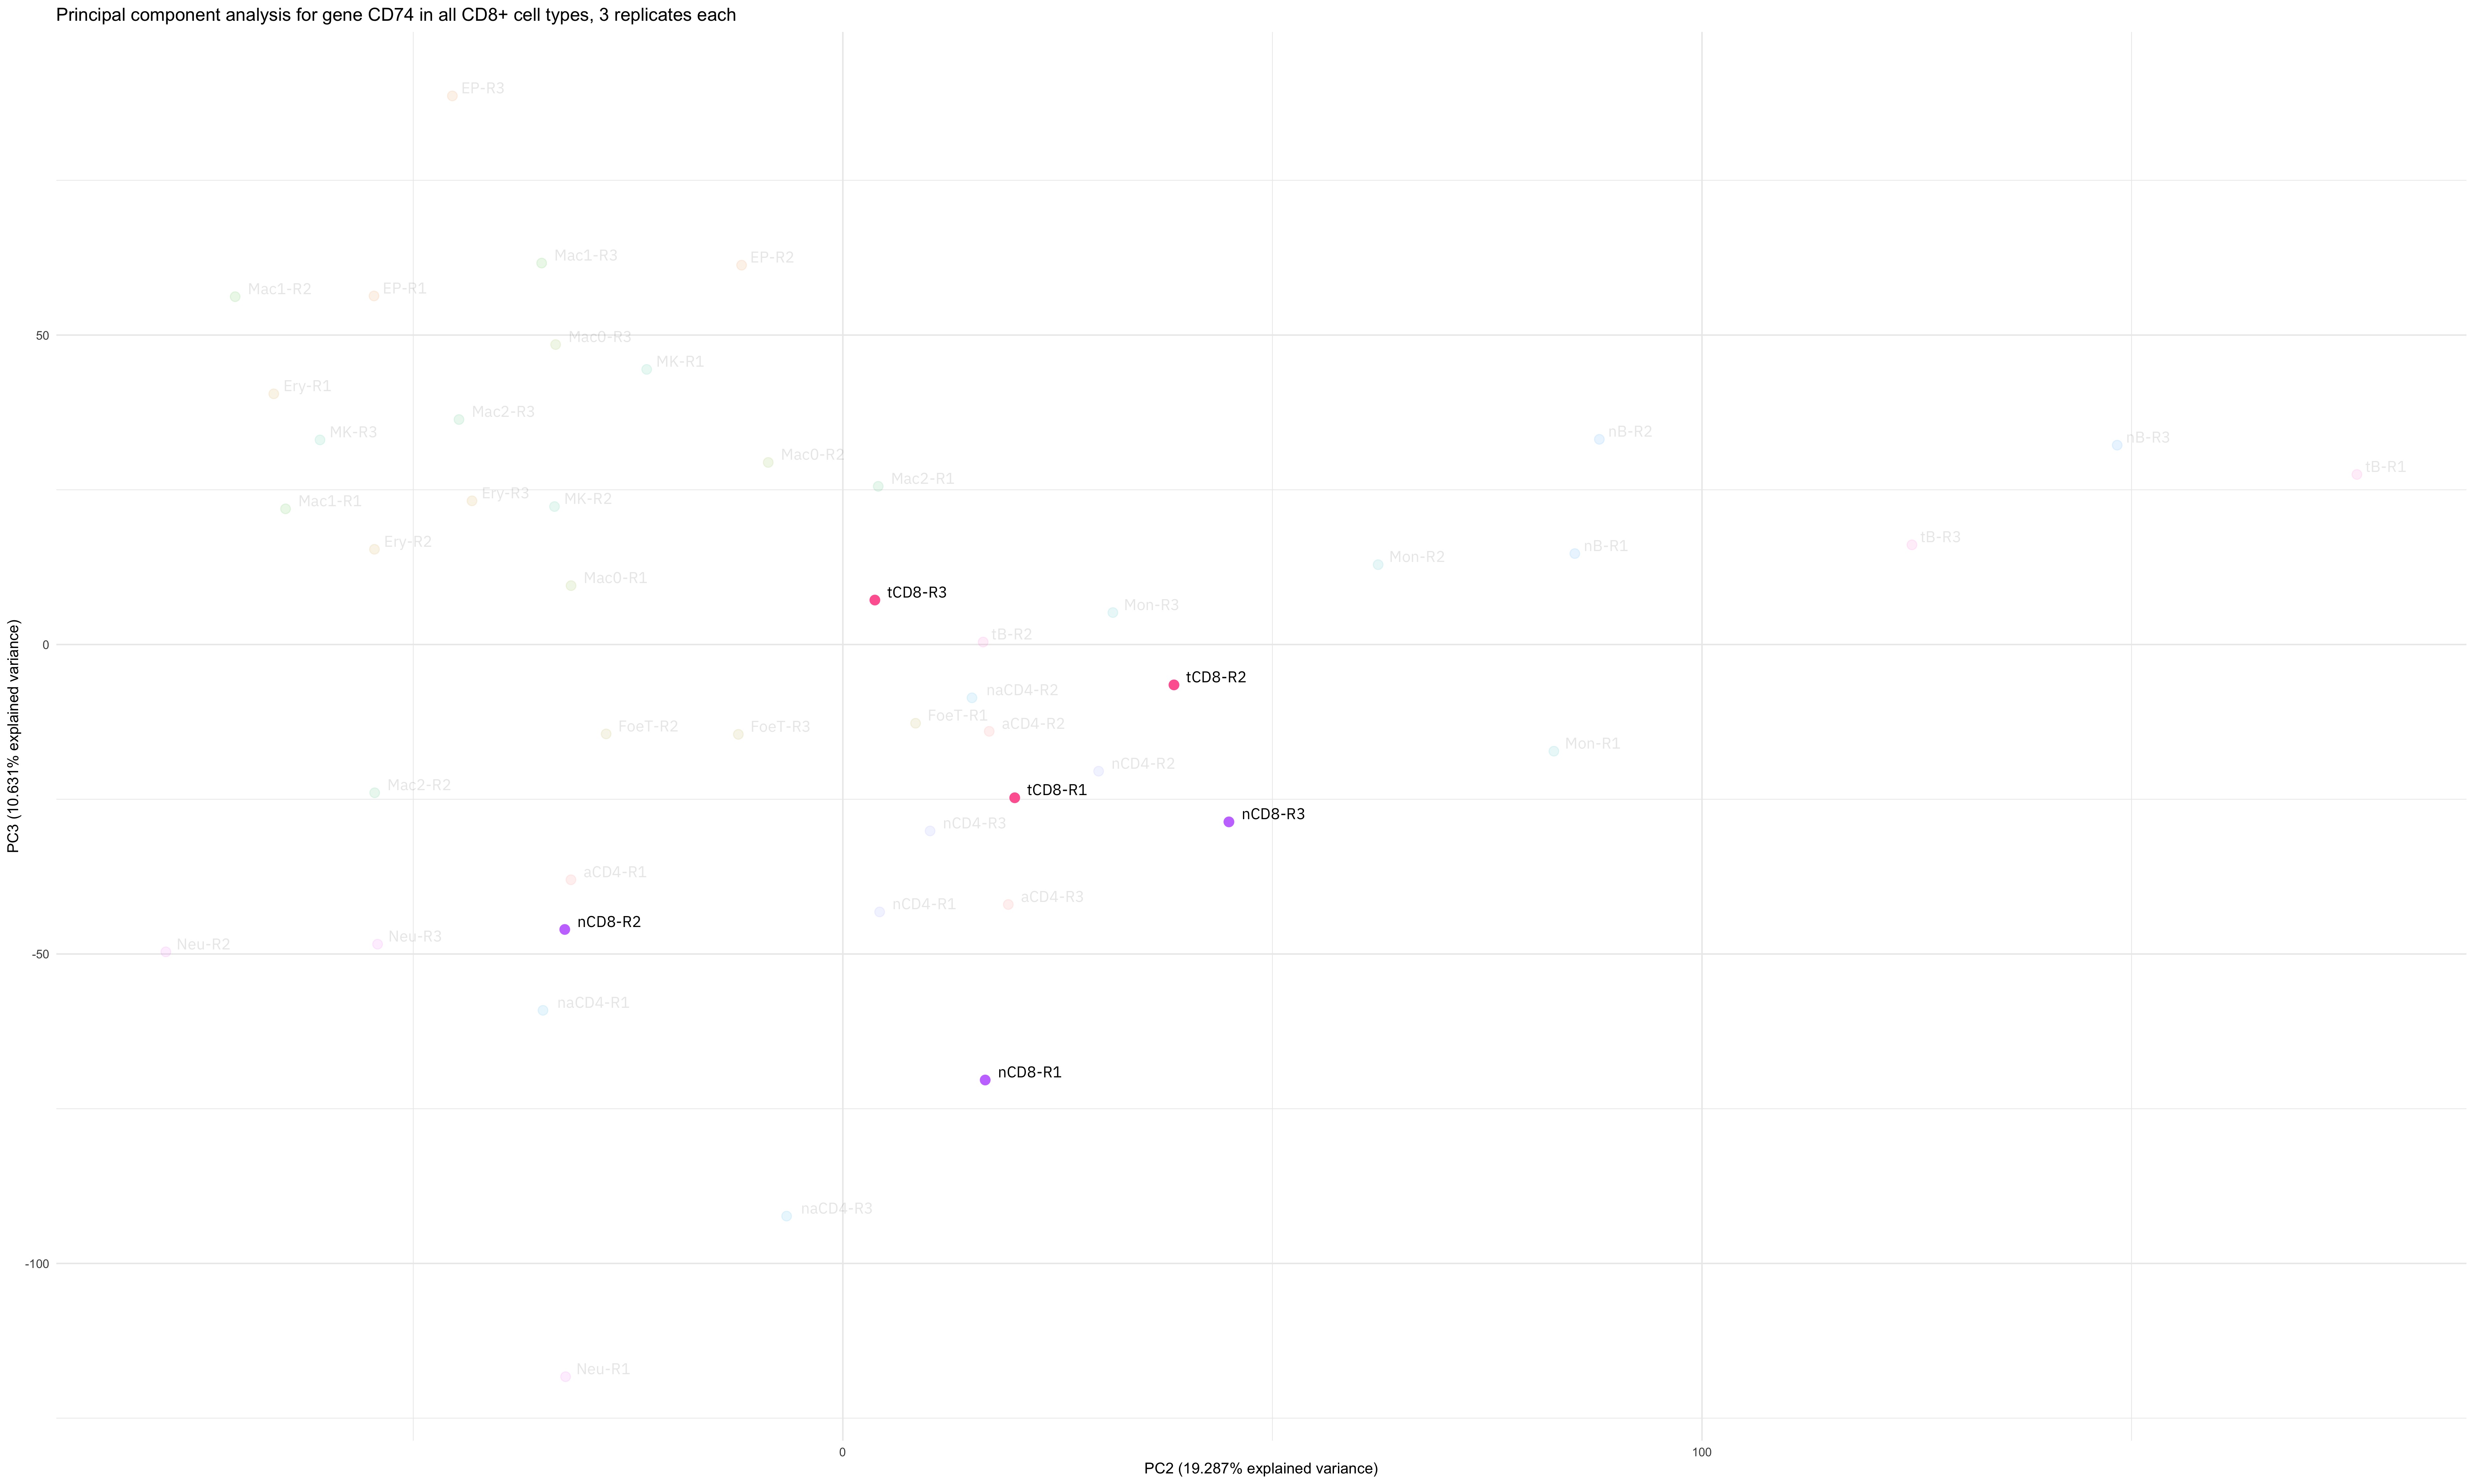 Principal component analysis for gene CD74 in all CD8+ cell types, 3 replicates each
EP-R3
Mac1-R3
EP-R2
Mac1-R2
EP-R1
50
Mac0-R3
MK-R1
Ery-R1
Mac2-R3
MK-R3
nB-R2
nB-R3
Mac0-R2
tB-R1
Mac2-R1
Ery-R3
MK-R2
Mac1-R1
Ery-R2
tB-R3
nB-R1
Mon-R2
Mac0-R1
tCD8-R3
Mon-R3
tB-R2
0
tCD8-R2
naCD4-R2
FoeT-R1
aCD4-R2
FoeT-R2
FoeT-R3
Mon-R1
nCD4-R2
Mac2-R2
tCD8-R1
nCD8-R3
nCD4-R3
aCD4-R1
aCD4-R3
nCD4-R1
nCD8-R2
Neu-R3
Neu-R2
-50
naCD4-R1
nCD8-R1
naCD4-R3
-100
Neu-R1
0
100
PC2 (19.287% explained variance)
PC3 (10.631% explained variance)